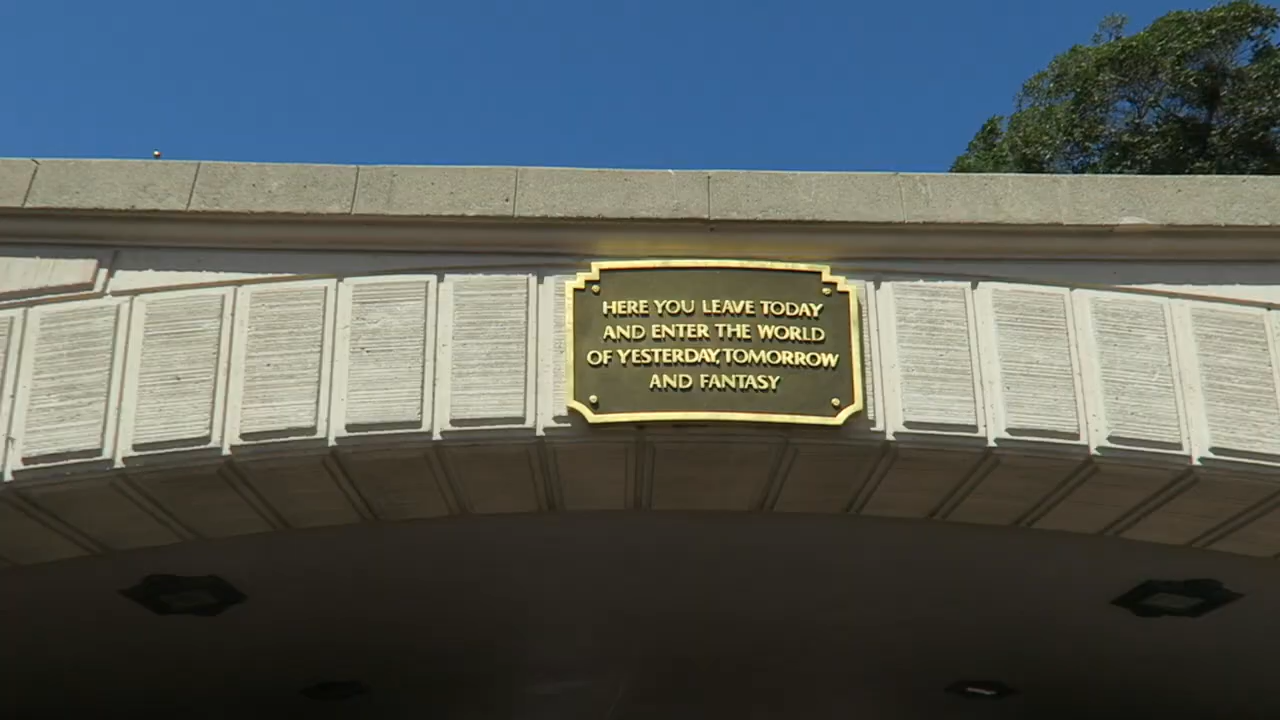 HERE YOU LEAVE TODAY
AND ENTER THE WORLD
OF YESTERDAY, TOMORROW
AND FANTASY